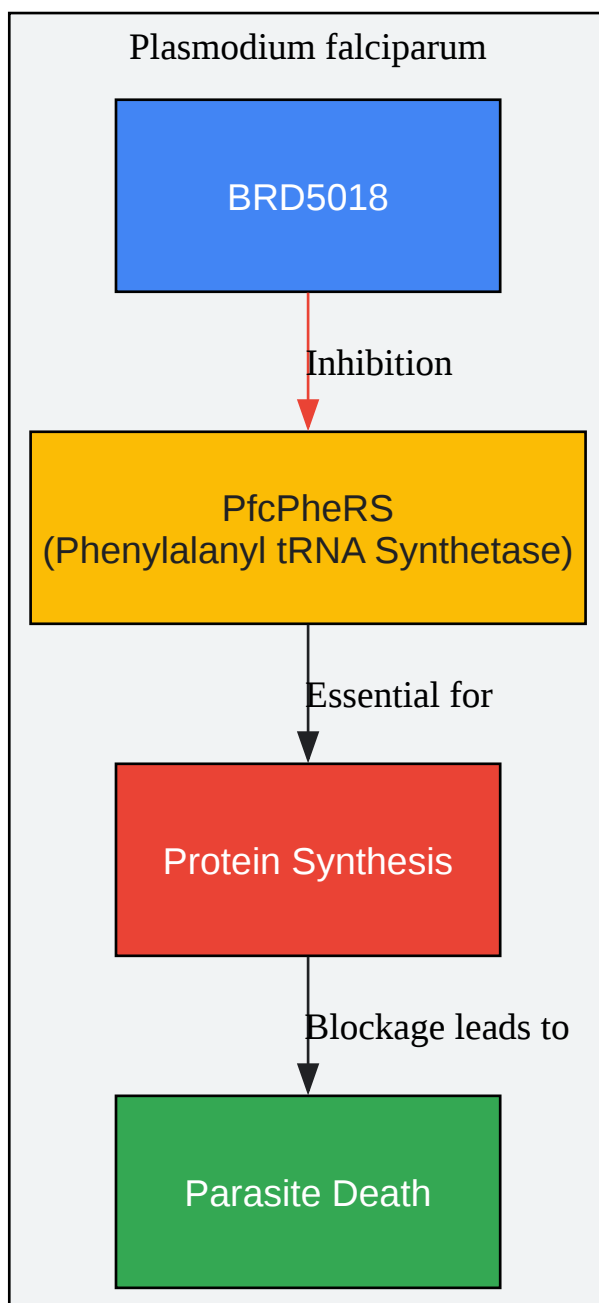 Plasmodium falciparum
BRD5018
Inhibition
PfcPheRS
(Phenylalanyl tRNA Synthetase)
Essential for
Protein Synthesis
Blockage leads to
Parasite Death